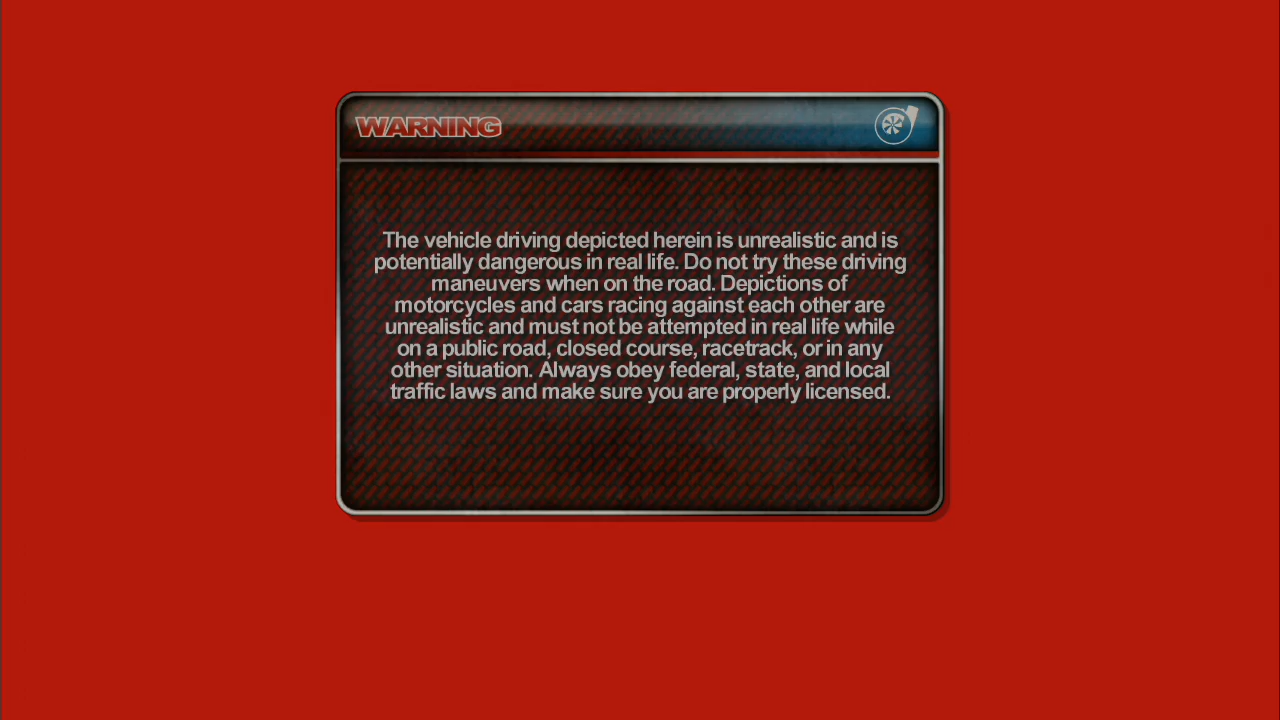 WARNING
The vehicle driving depicted herein is unrealistic and is
potentially dangerous in real life. Do not try these driving
maneuvers when on the road. Depictions of
motorcycles and cars racing against each other are
unrealistic and must not be attempted in real life while
on a public road, closed course, racetrack, or in any
other situation. Always obey federal, state, and local
traffic laws and make sure you are properly licensed.